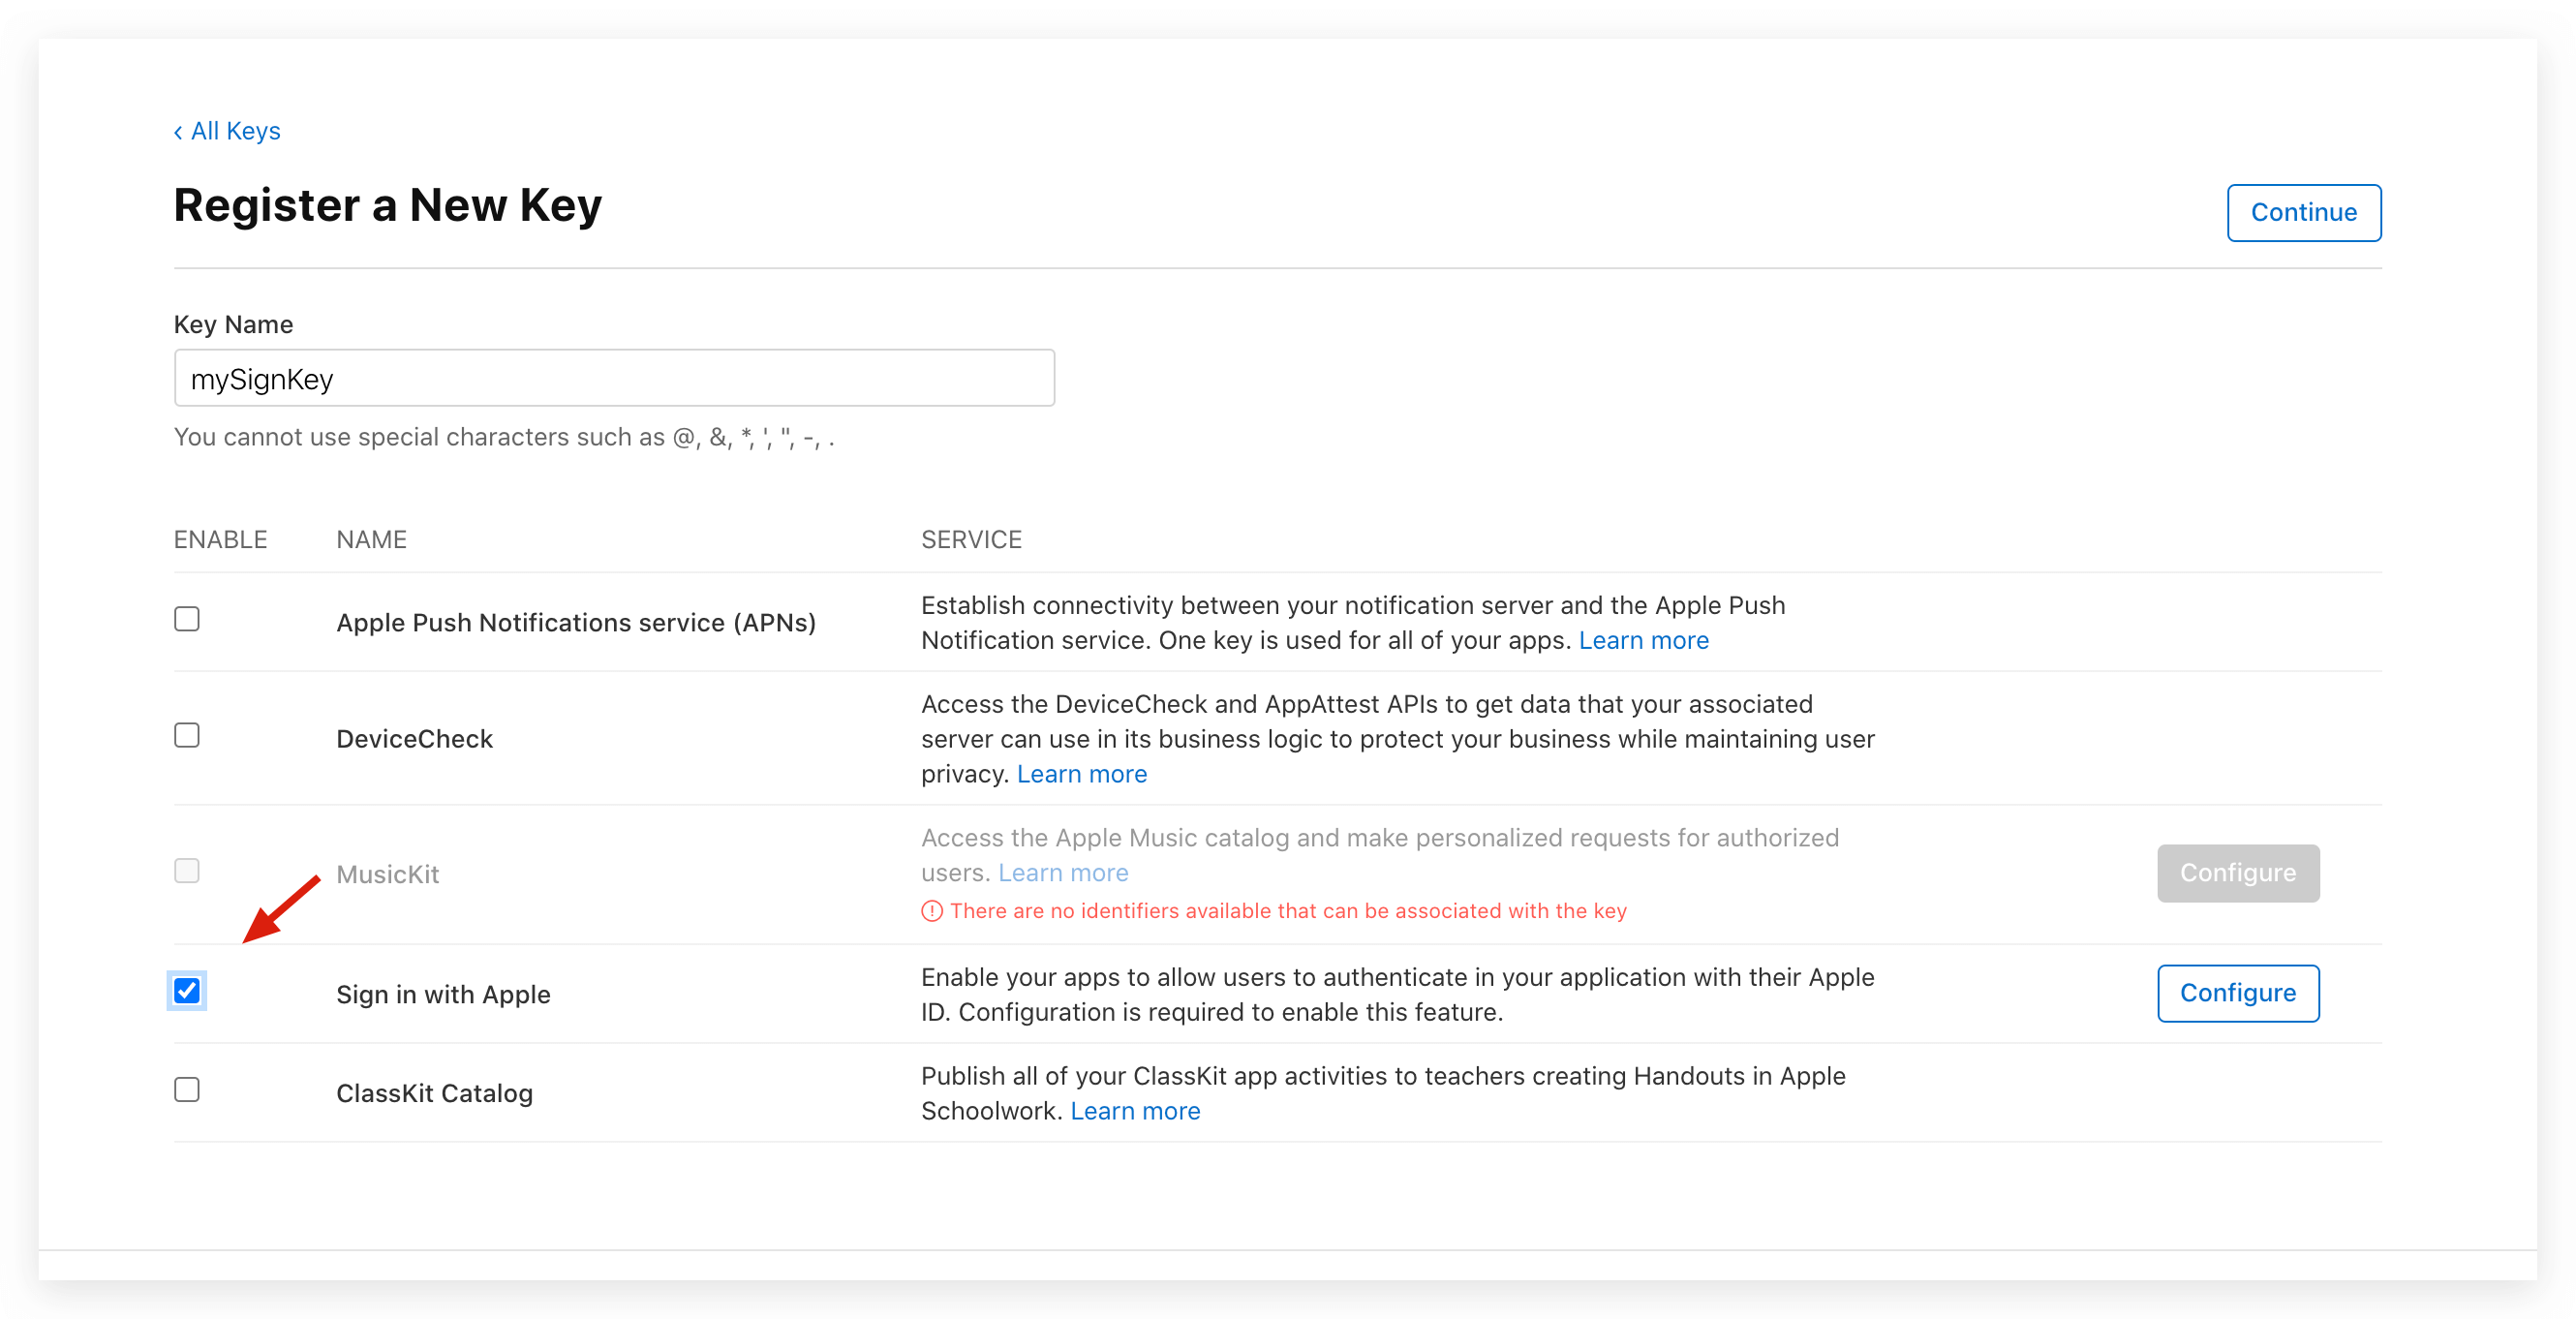 ‹ All Keys
Register a New Key
Continue
Key Name
mySignKey
You cannot use special characters such as @, &, *, ', ", -, .
ENABLE NAME SERVICE
Apple Push Notifications service (APNs)
Establish connectivity between your notification server and the Apple Push
Notification service. One key is used for all of your apps. Learn more
DeviceCheck
Access the DeviceCheck and AppAttest APIs to get data that your associated
server can use in its business logic to protect your business while maintaining user
privacy. Learn more
MusicKit
Access the Apple Music catalog and make personalized requests for authorized
users. Learn more
There are no identifiers available that can be associated with the key
Configure
Sign in with Apple
Enable your apps to allow users to authenticate in your application with their Apple
ID. Configuration is required to enable this feature.
Configure
ClassKit Catalog
Publish all of your ClassKit app activities to teachers creating Handouts in Apple
Schoolwork. Learn more